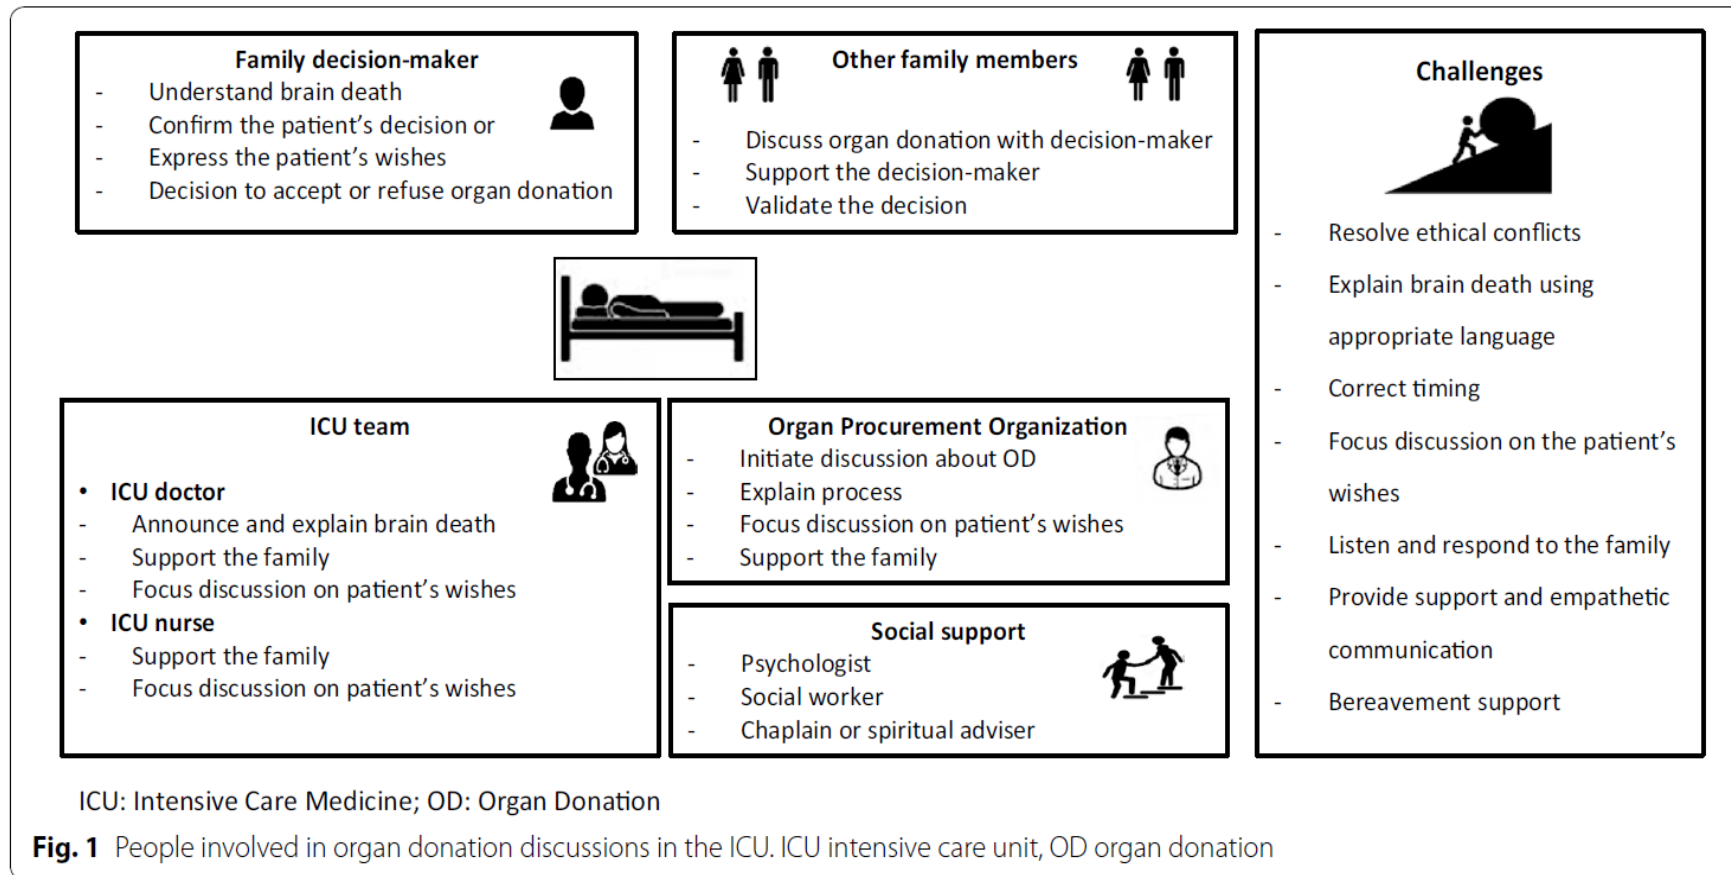 Family decision-maker
- Understand brain death
- Confirm the patient's decision or
- Express the patient's wishes
- Decision to accept or refuse organ donation
Other family members
- Discuss organ donation with decision-maker
- Support the decision-maker
- Validate the decision
Challenges
- Resolve ethical conflicts
- Explain brain death using
appropriate language
- Correct timing
- Focus discussion on the patient's
wishes
- Listen and respond to the family
- Provide support and empathetic
communication
- Bereavement support
ICU team
• ICU doctor
- Announce and explain brain death
- Support the family
- Focus discussion on patient's wishes
• ICU nurse
- Support the family
- Focus discussion on patient's wishes
Organ Procurement Organization
- Initiate discussion about OD
- Explain process
- Focus discussion on patient's wishes
- Support the family
Social support
- Psychologist
- Social worker
- Chaplain or spiritual adviser
ICU: Intensive Care Medicine; OD: Organ Donation
Fig. 1 People involved in organ donation discussions in the ICU. ICU intensive care unit, OD organ donation